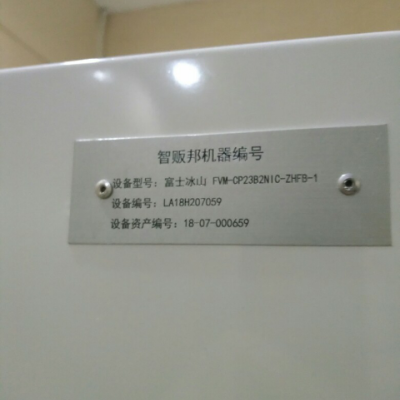 智贩邦机器编号
设备型号：富士冰山 FVM-CP23B2NIC-ZHFB-1
设备编号：LA18H207059
设备资产编号：18-07-000659